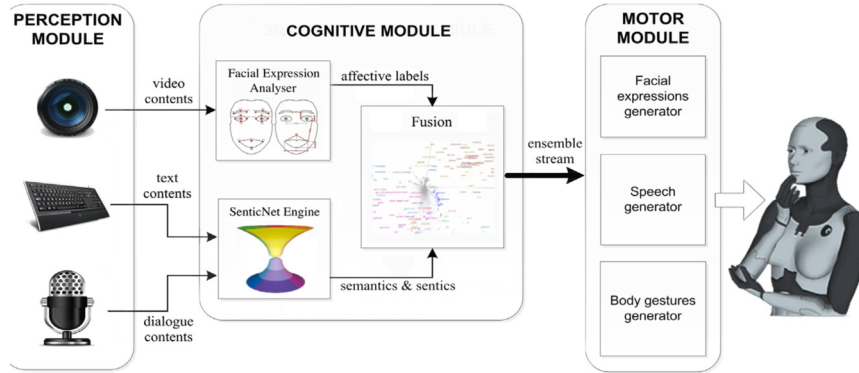 PERCEPTION
MODULE
video
contents
text
contents
dialogue
contents
COGNITIVE MODULE
Facial Expression
Analyser
affective labels
Fusion
SenticNet Engine
semantics & sentics
ensemble
stream
MOTOR
MODULE
Facial
expressions
generator
Speech
generator
Body gestures
generator